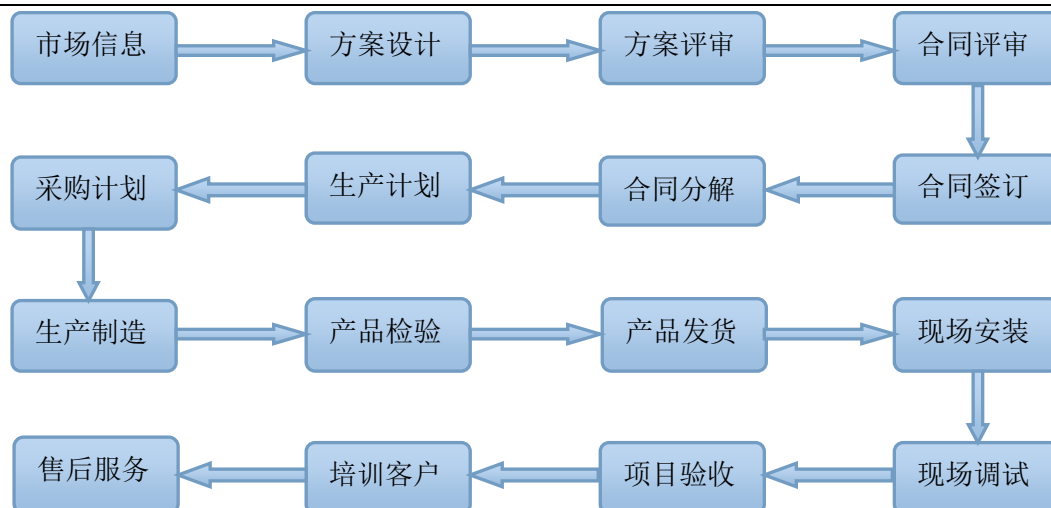 市场信息
方案设计
方案评审
合同评审
采购计划
生产计划
合同分解
合同签订
生产制造
产品检验
产品发货
现场安装
售后服务
培训客户
项目验收
现场调试